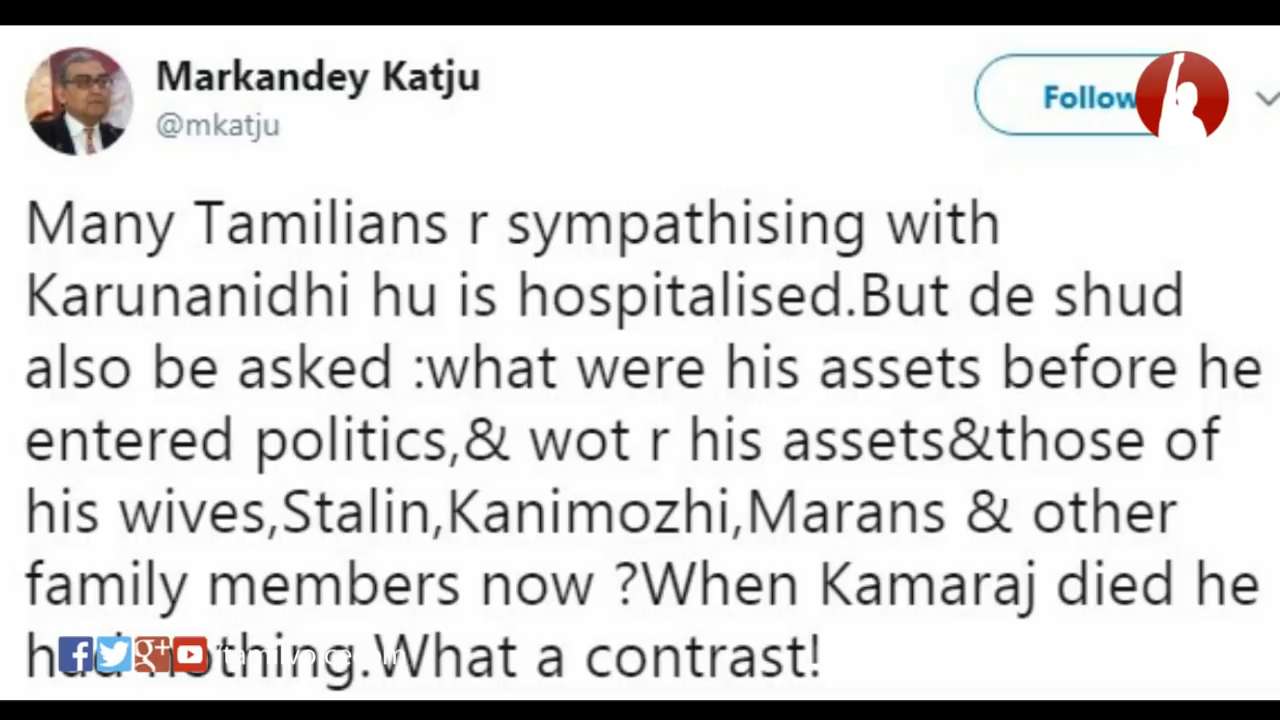 Markandey Katju
@mkatju
Follow
Many Tamilians r sympathising with
Karunanidhi hu is hospitalised.But de shud
also be asked :what were his assets before he
entered politics,& wot r his assets&those of
his wives,Stalin,Kanimozhi,Marans & other
family members now ?When Kamaraj died he
had nothing.What a contrast!